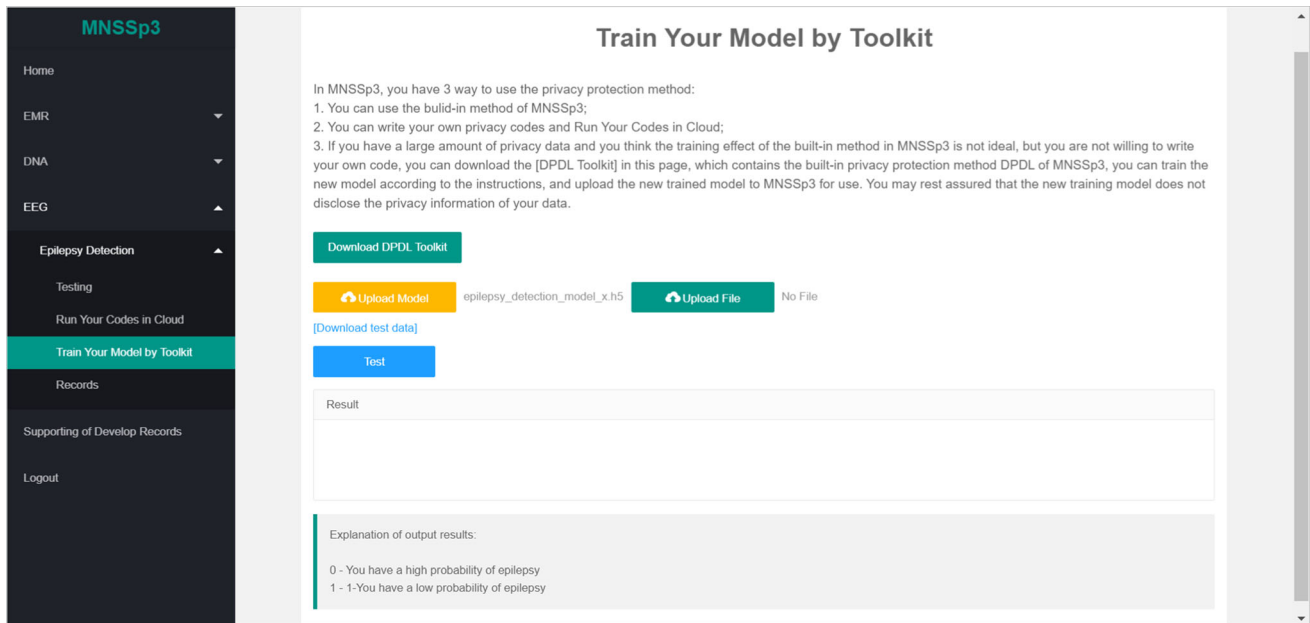 MNSSp3
Home
EMR
DNA
EEG
Epilepsy Detection
Testing
Run Your Codes in Cloud
Train Your Model by Toolkit
Records
Supporting of Develop Records
Logout
Train Your Model by Toolkit
In MNSSp3, you have 3 way to use the privacy protection method:
1. You can use the bulid-in method of MNSSp3;
2. You can write your own privacy codes and Run Your Codes in Cloud;
3. If you have a large amount of privacy data and you think the training effect of the built-in method in MNSSp3 is not ideal, but you are not willing to write
your own code, you can download the [DPDL Toolkit] in this page, which contains the built-in privacy protection method DPDL of MNSSp3, you can train the
new model according to the instructions, and upload the new trained model to MNSSp3 for use. You may rest assured that the new training model does not
disclose the privacy information of your data.
Download DPDL Toolkit
Upload Model epilepsy_detection_model_x.h5 Upload File No File
[Download test data]
Test
Result
Explanation of output results:
0 - You have a high probability of epilepsy
1 - 1-You have a low probability of epilepsy